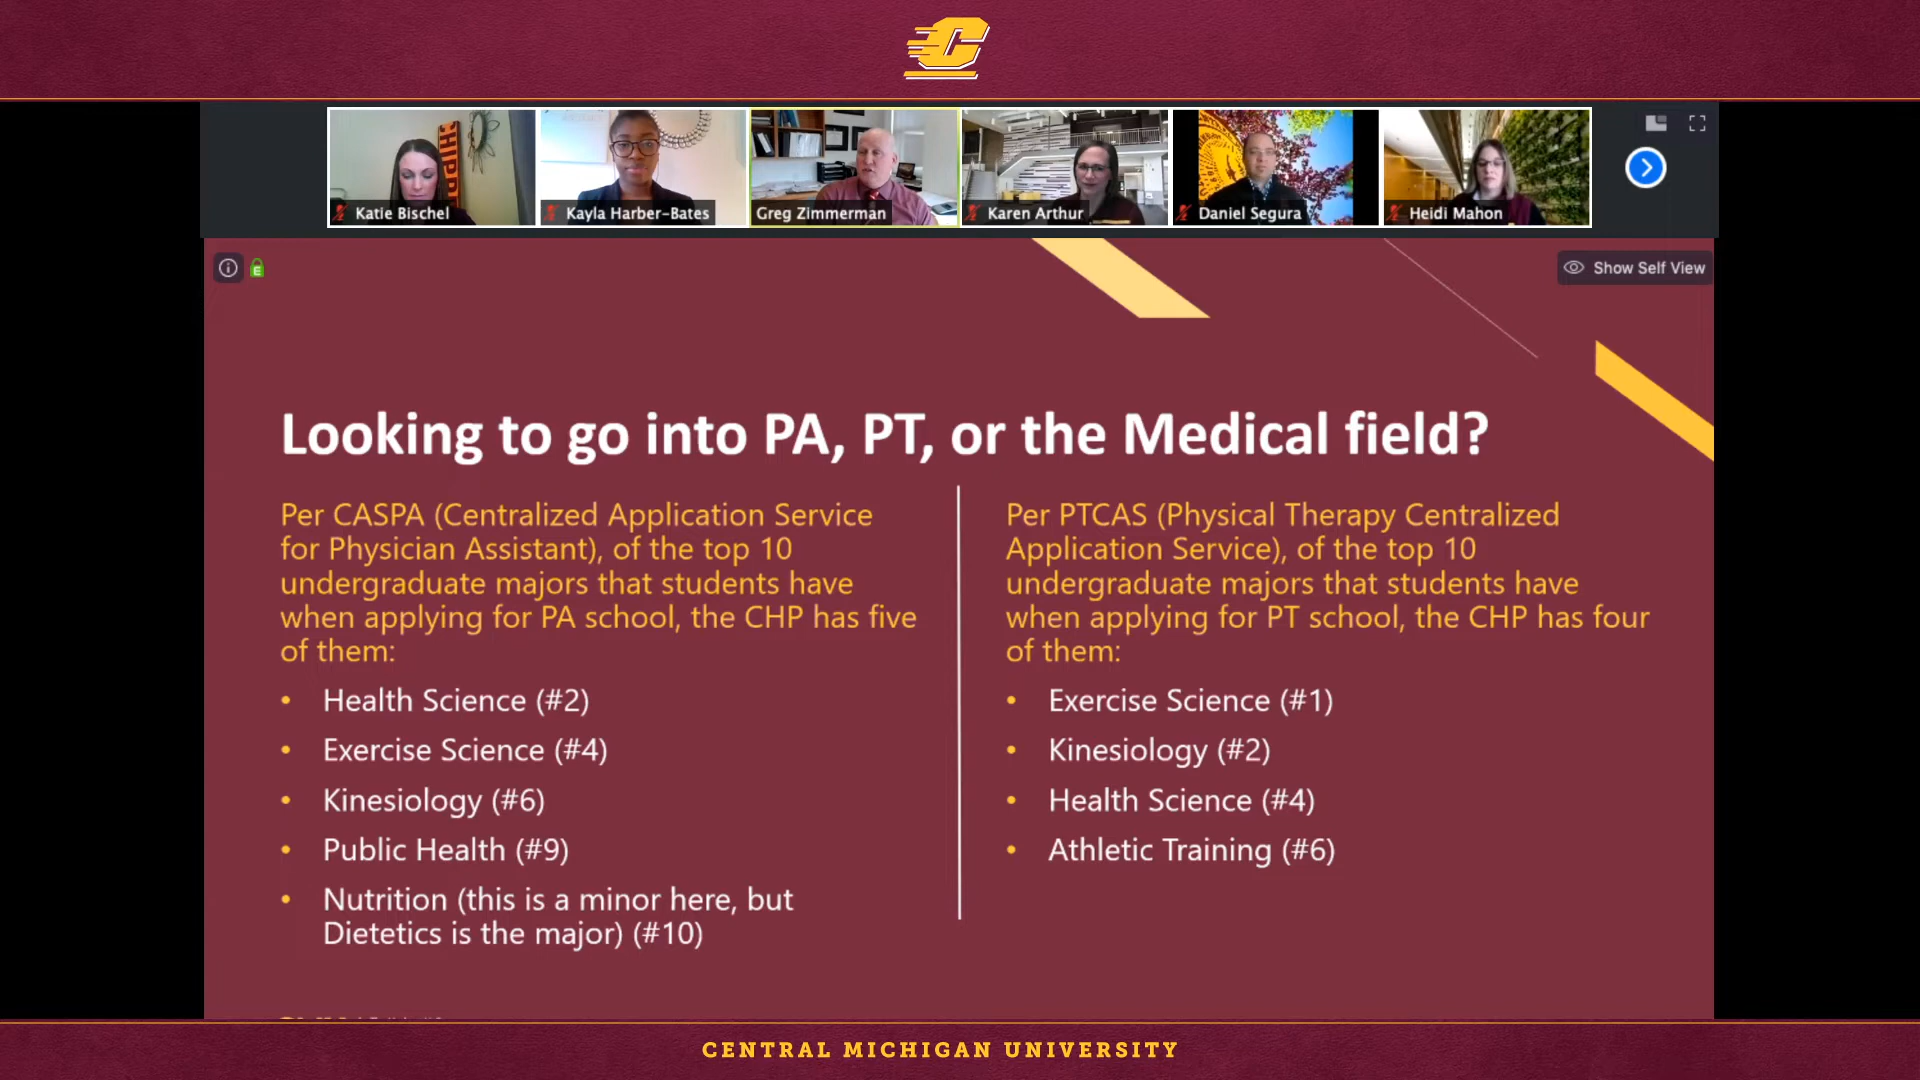 CHIPP
Katie Bischel
Kayla Harber-Bates
Greg Zimmerman
Karen Arthur
Daniel Segura
Heidi Mahon
E
Show Self View
Looking to go into PA, PT, or the Medical field?
Per CASPA (Centralized Application Service
for Physician Assistant), of the top 10
undergraduate majors that students have
when applying for PA school, the CHP has five
of them:
• Health Science (#2)
• Exercise Science (#4)
• Kinesiology (#6)
• Public Health (#9)
• Nutrition (this is a minor here, but
Dietetics is the major) (#10)
Per PTCAS (Physical Therapy Centralized
Application Service), of the top 10
undergraduate majors that students have
when applying for PT school, the CHP has four
of them:
• Exercise Science (#1)
• Kinesiology (#2)
• Health Science (#4)
• Athletic Training (#6)
CENTRAL MICHIGAN UNIVERSITY